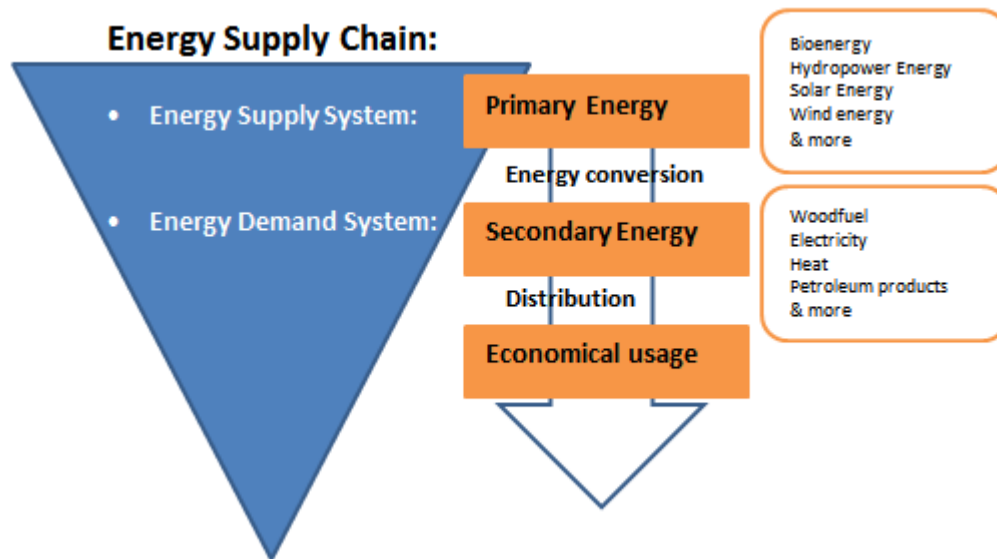 Energy Supply Chain:
• Energy Supply System:
• Energy Demand System:
Primary Energy
Energy conversion
Secondary Energy
Distribution
Economical usage
Bioenergy
Hydropower Energy
Solar Energy
Wind energy
& more
Woodfuel
Electricity
Heat
Petroleum products
& more